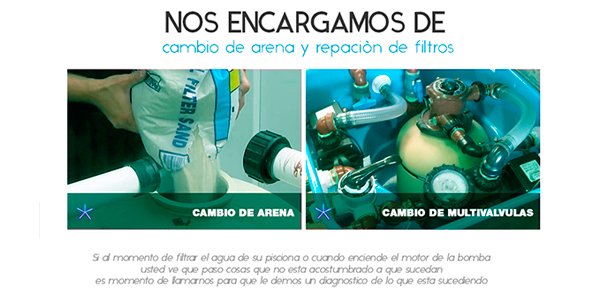 NOS ENCARGAMOS DE
cambio de arena y repaciòn de filtros
L FILTER SAND
CAMBIO DE ARENA
CAMBIO DE MULTIVALVULAS
Si al momento de filtrar el agua de su pisciona o cuando enciende el motor de la bomba
usted ve que paso cosas que no esta acostumbrado a que sucedan
es momento de llamarnos para que le demos un diagnostico de lo que esta sucediendo